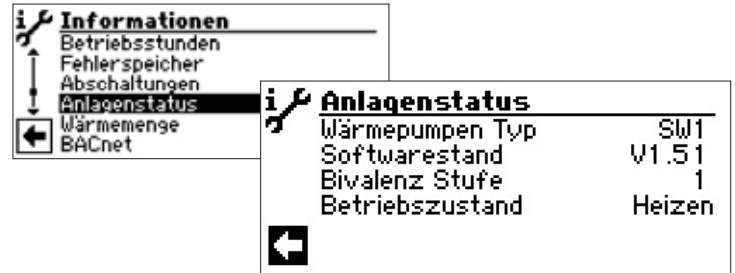 Informationen
Betriebsstunden
Fehlerspeicher
Abschaltungen
Anlagenstatus
Wärmemenge
BACnet
Anlagenstatus
Wärmepumpen Typ SW1
Softwarestand V1.51
Bivalenz Stufe 1
Betriebszustand Heizen